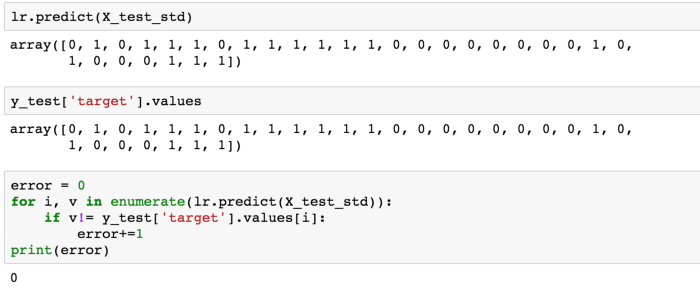 lr.predict(X_test_std)
array([0, 1, 0, 1, 1, 1, 0, 1, 1, 1, 1, 1, 1, 0, 0, 0, 0, 0, 0, 0, 0, 1, 0,
       1, 0, 0, 0, 1, 1, 1])
y_test['target'].values
array([0, 1, 0, 1, 1, 1, 0, 1, 1, 1, 1, 1, 1, 0, 0, 0, 0, 0, 0, 0, 0, 1, 0,
       1, 0, 0, 0, 1, 1, 1])
error = 0
for i, v in enumerate(lr.predict(X_test_std)):
    if v!= y_test['target'].values[i]:
        error+=1
print(error)
0